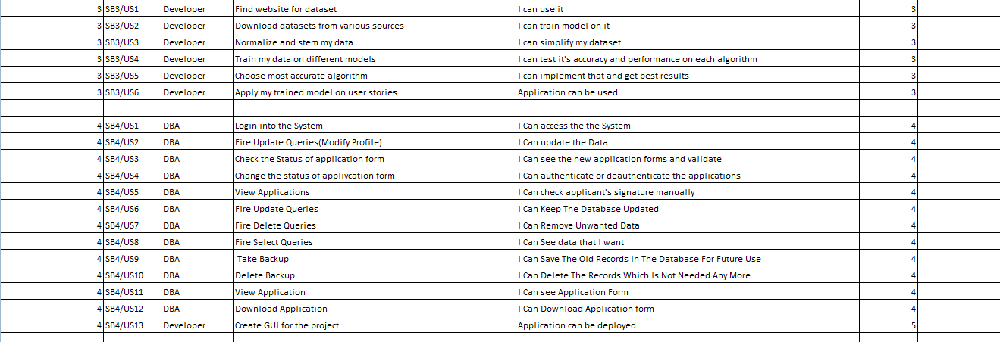 3 SB3/US1 Developer Find website for dataset I can use it 3
3 SB3/US2 Developer Download datasets from various sources I can train model on it 3
3 SB3/US3 Developer Normalize and stem my data I can simplify my dataset 3
3 SB3/US4 Developer Train my data on different models I can test it's accuracy and performance on each algorithm 3
3 SB3/US5 Developer Choose most accurate algorithm I can implement that and get best results 3
3 SB3/US6 Developer Apply my trained model on user stories Application can be used 3
4 SB4/US1 DBA Login into the System I Can access the the System 4
4 SB4/US2 DBA Fire Update Queries(Modify Profile) I Can update the Data 4
4 SB4/US3 DBA Check the Status of application form I Can see the new application forms and validate 4
4 SB4/US4 DBA Change the status of applivcation form I Can authenticate or deauthenticate the applications 4
4 SB4/US5 DBA View Applications I Can check applicant's signature manually 4
4 SB4/US6 DBA Fire Update Queries I Can Keep The Database Updated 4
4 SB4/US7 DBA Fire Delete Queries I Can Remove Unwanted Data 4
4 SB4/US8 DBA Fire Select Queries I Can See data that I want 4
4 SB4/US9 DBA Take Backup I Can Save The Old Records In The Database For Future Use 4
4 SB4/US10 DBA Delete Backup I Can Delete The Records Which Is Not Needed Any More 4
4 SB4/US11 DBA View Application I Can see Application Form 4
4 SB4/US12 DBA Download Application I Can Download Application form 4
4 SB4/US13 Developer Create GUI for the project Application can be deployed 5